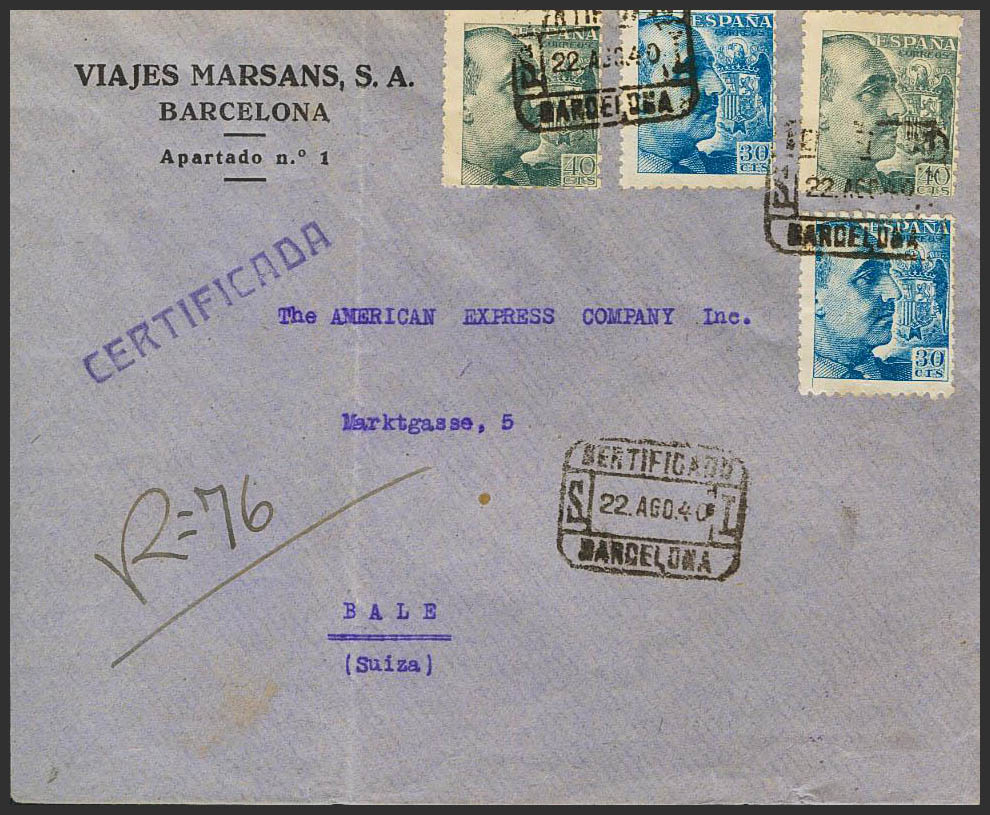 VIAJES MARSANS, S. A.
BARCELONA
Apartado n.º 1
22 AGO.40
BARCELONA
40
CTS
ESPAÑA
CORREOS
30
CTS
ESPAÑA
CORREOS
40
CTS
22.AGO.40
BARCELONA
ESPAÑA
30
CTS
CERTIFICADA
The AMERICAN EXPRESS COMPANY Inc.
Marktgasse, 5
CERTIFICADO
S 22.AGO.40 L
BARCELONA
R=76
BALE
(Suiza)